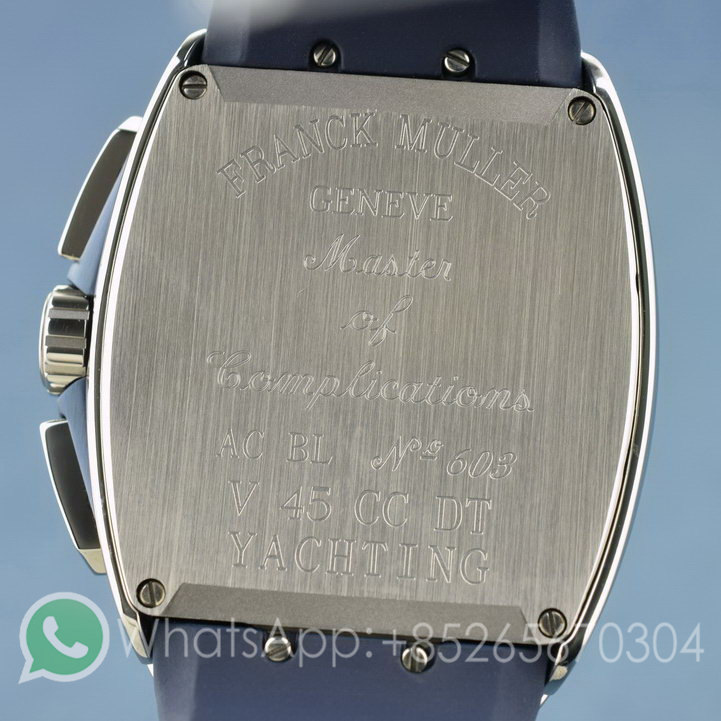 FRANCK MULLER
GENEVE
Master
of
Complications
AC BL Nº 603
V 45 CC DT
YACHTING
WhatsApp:+85265870304